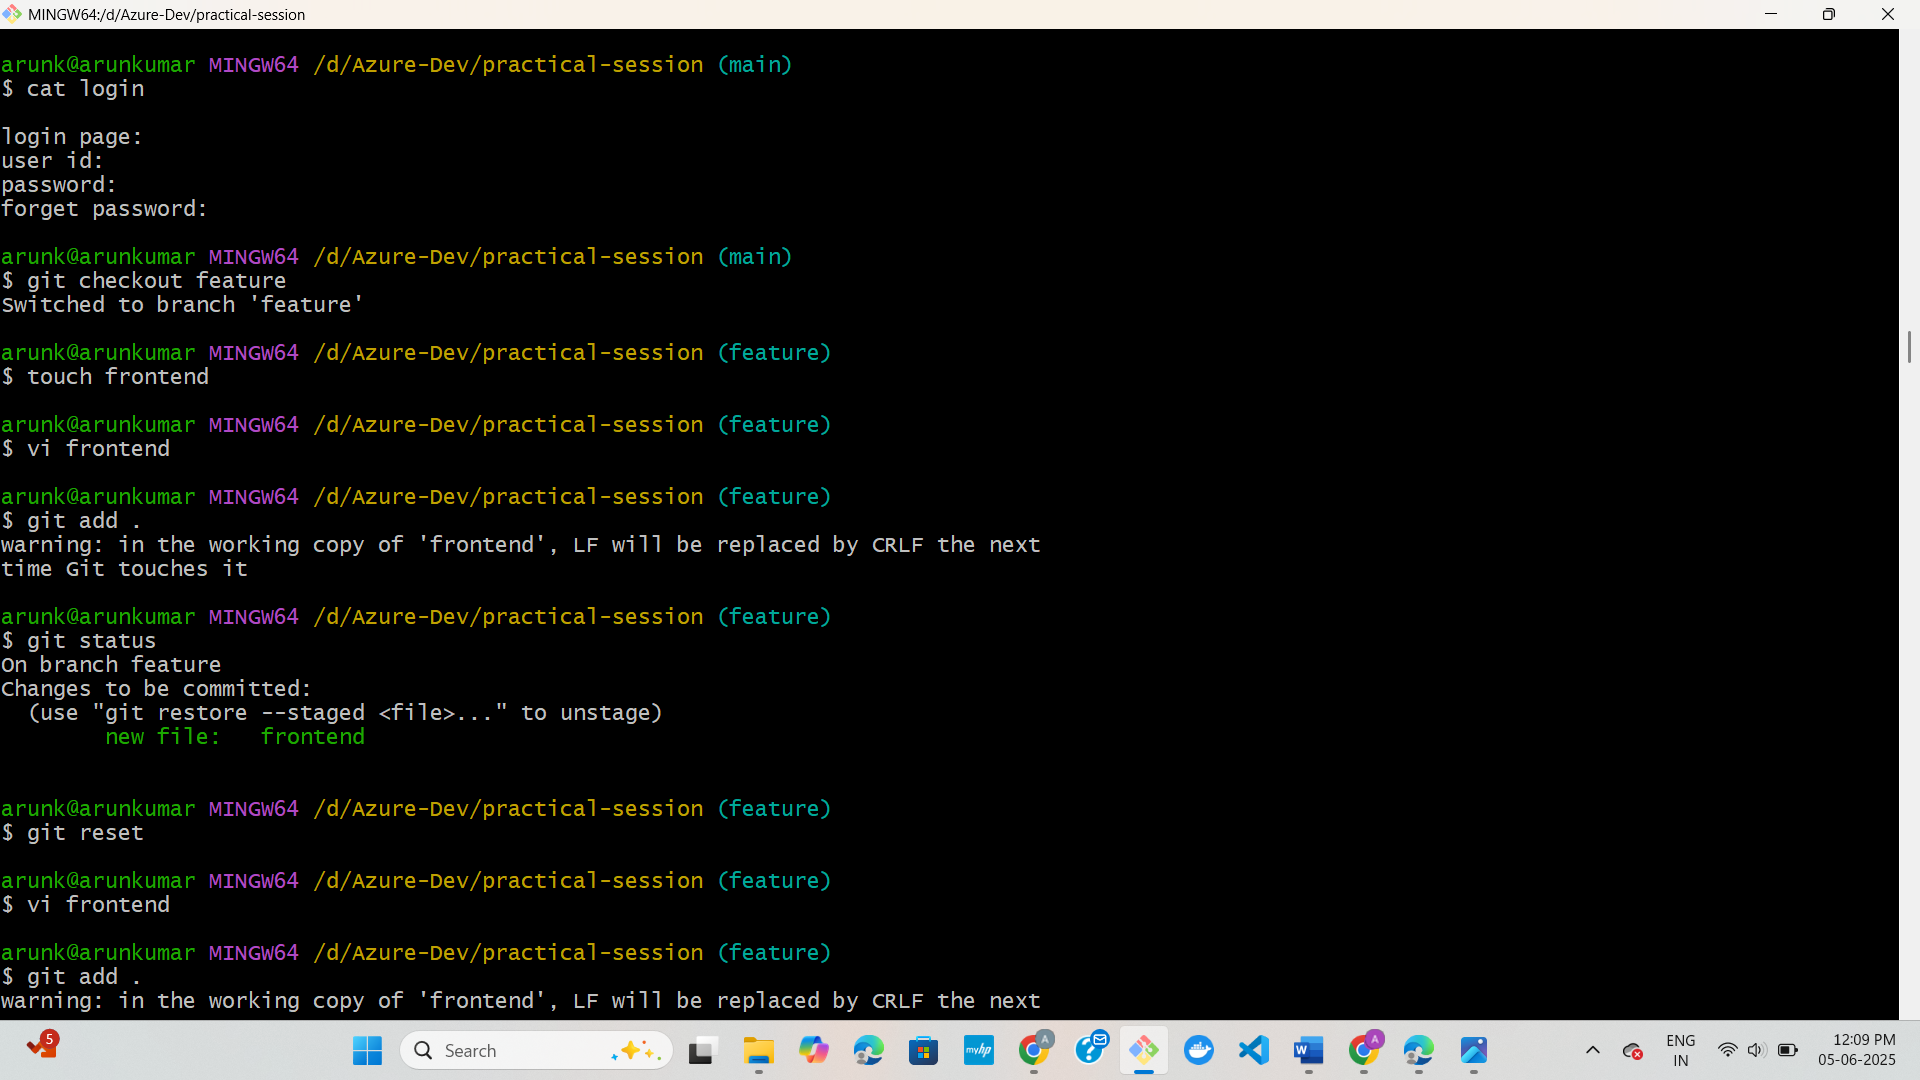 MINGW64:/d/Azure-Dev/practical-session
arunk@arunkumar MINGW64 /d/Azure-Dev/practical-session (main)
$ cat login
login page:
user id:
password:
forget password:
arunk@arunkumar MINGW64 /d/Azure-Dev/practical-session (main)
$ git checkout feature
Switched to branch 'feature'
arunk@arunkumar MINGW64 /d/Azure-Dev/practical-session (feature)
$ touch frontend
arunk@arunkumar MINGW64 /d/Azure-Dev/practical-session (feature)
$ vi frontend
arunk@arunkumar MINGW64 /d/Azure-Dev/practical-session (feature)
$ git add .
warning: in the working copy of 'frontend', LF will be replaced by CRLF the next
time Git touches it
arunk@arunkumar MINGW64 /d/Azure-Dev/practical-session (feature)
$ git status
On branch feature
Changes to be committed:
  (use "git restore --staged <file>..." to unstage)
        new file:   frontend
arunk@arunkumar MINGW64 /d/Azure-Dev/practical-session (feature)
$ git reset
arunk@arunkumar MINGW64 /d/Azure-Dev/practical-session (feature)
$ vi frontend
arunk@arunkumar MINGW64 /d/Azure-Dev/practical-session (feature)
$ git add .
warning: in the working copy of 'frontend', LF will be replaced by CRLF the next
5
Search
myhp
A
W
A
ENG
IN
12:09 PM
05-06-2025